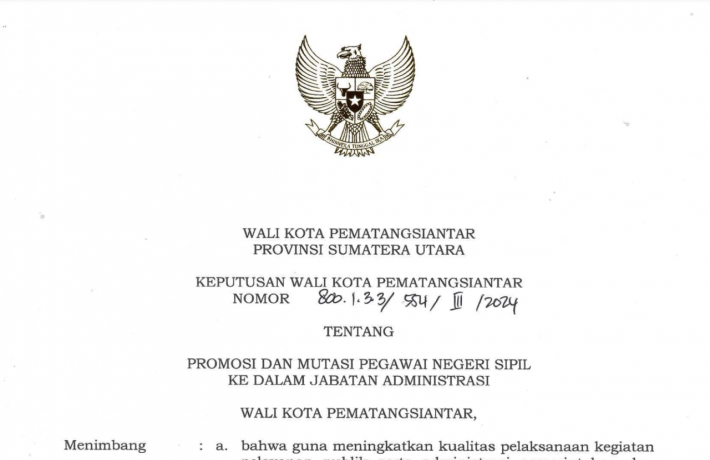 BHINNEKA TUNGGAL IKA
WALI KOTA PEMATANGSIANTAR
PROVINSI SUMATERA UTARA
KEPUTUSAN WALI KOTA PEMATANGSIANTAR
NOMOR 800.1.3.3/ 554 / III / 2024
TENTANG
PROMOSI DAN MUTASI PEGAWAI NEGERI SIPIL
KE DALAM JABATAN ADMINISTRASI
WALI KOTA PEMATANGSIANTAR,
Menimbang : a. bahwa guna meningkatkan kualitas pelaksanaan kegiatan